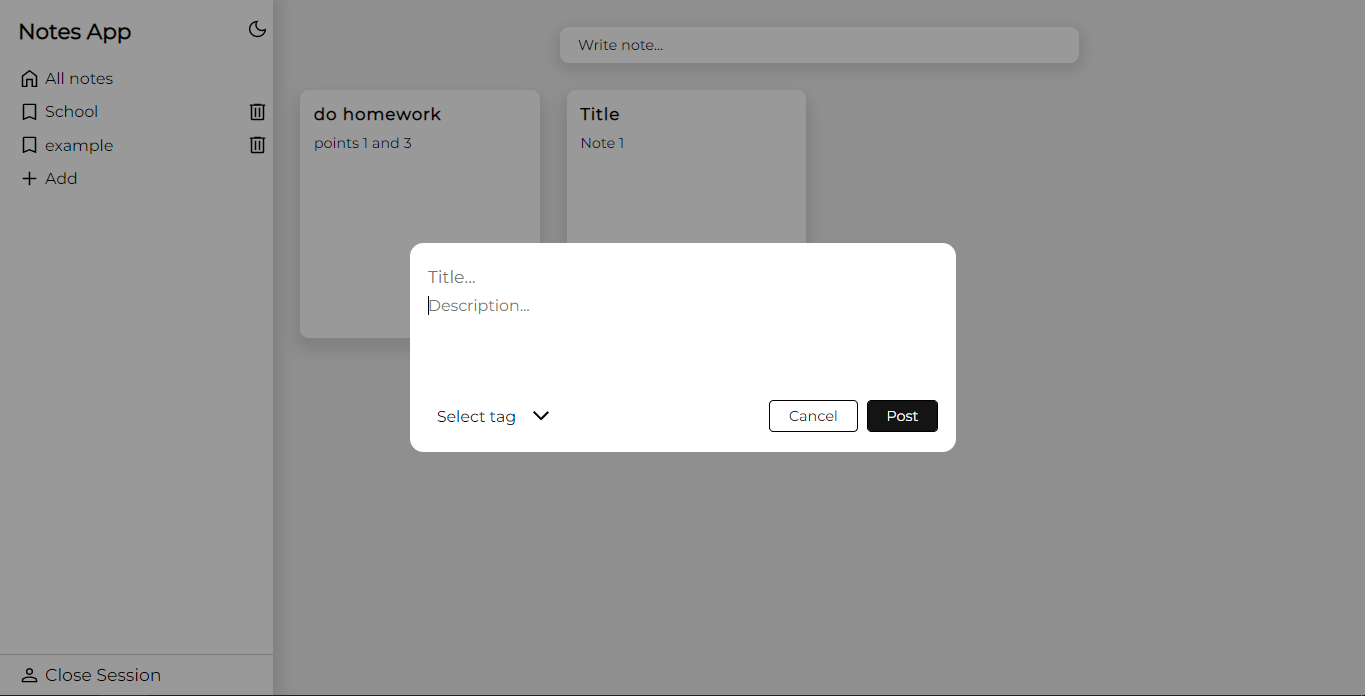 Notes App
All notes
School
example
Add
Close Session
Write note...
do homework
points 1 and 3
Title
Note 1
Title...
Description...
Select tag
Cancel
Post